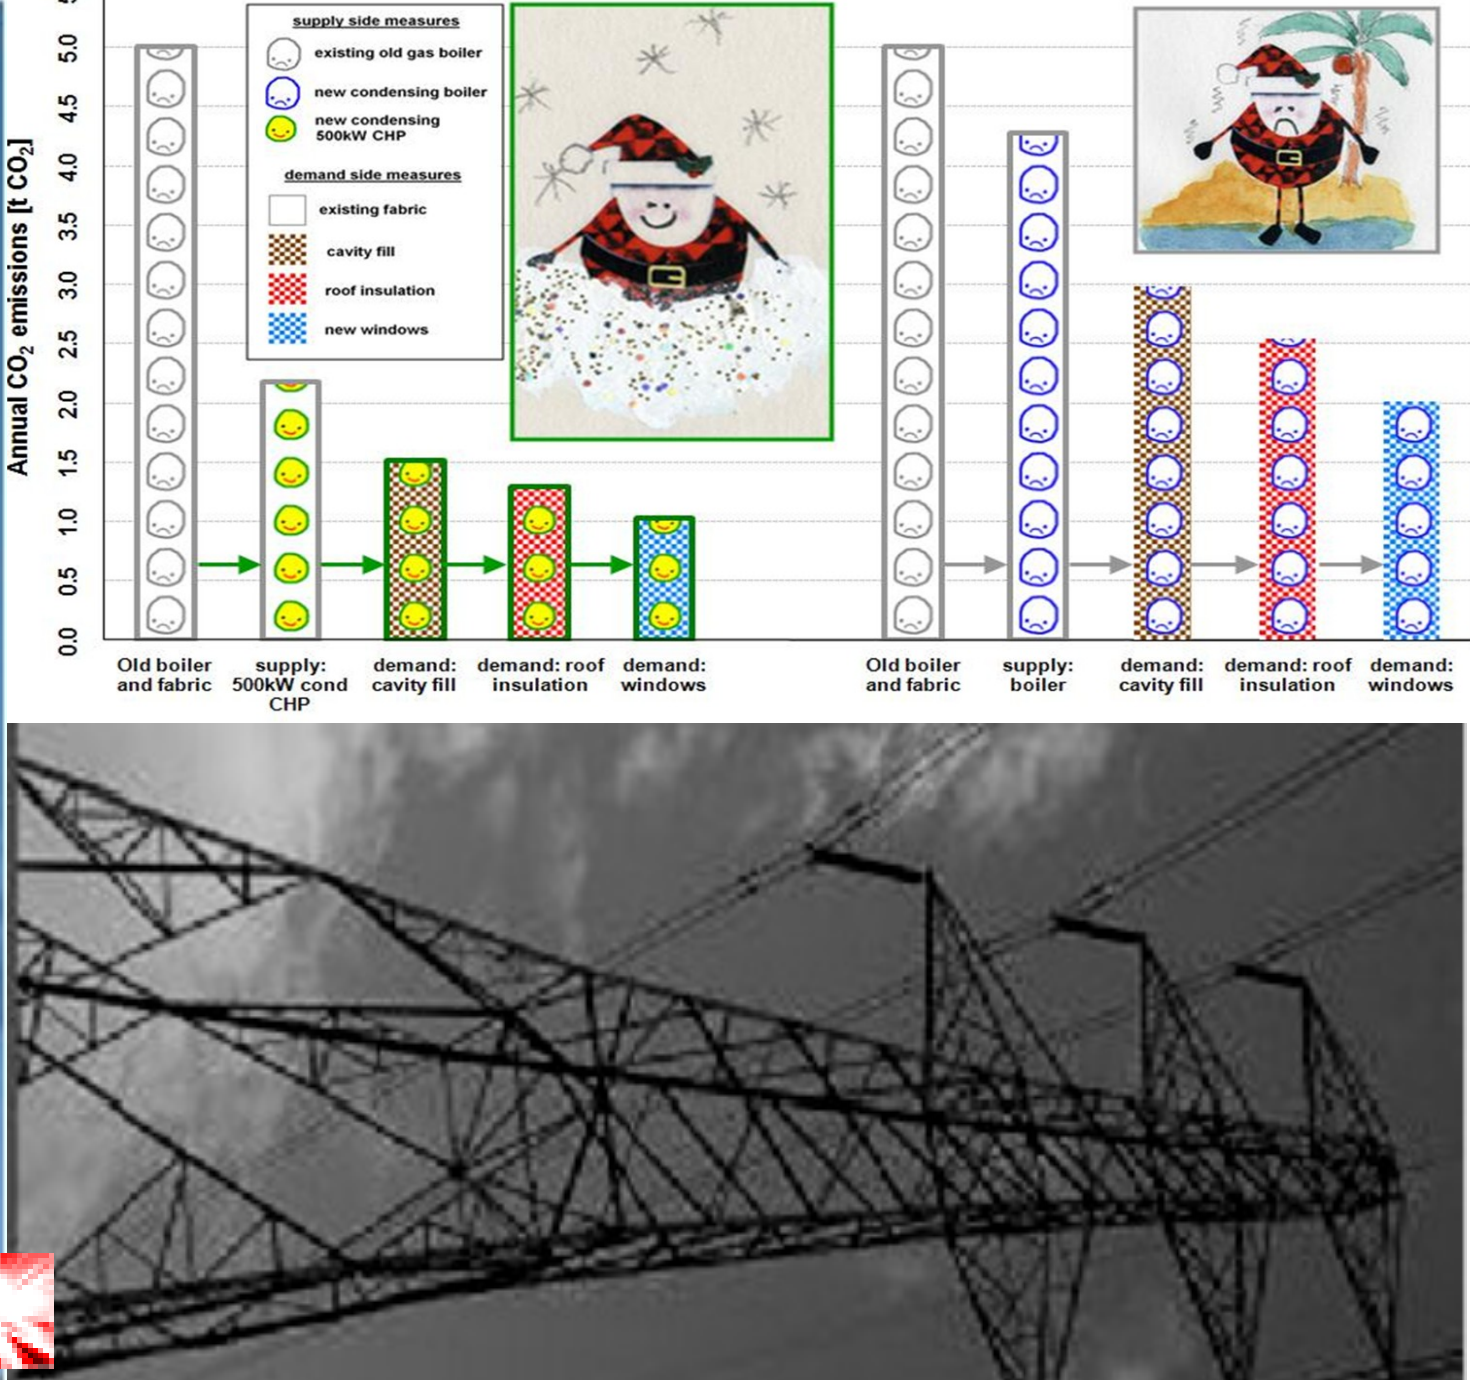 Annual CO2 emissions [t CO2]
5.0
4.5
4.0
3.5
3.0
2.5
2.0
1.5
1.0
0.5
0.0
supply side measures
existing old gas boiler
new condensing boiler
new condensing
500kW CHP
demand side measures
existing fabric
cavity fill
roof insulation
new windows
Old boiler
and fabric
supply:
500kW cond
CHP
demand:
cavity fill
demand: roof
insulation
demand:
windows
Old boiler
and fabric
supply:
boiler
demand:
cavity fill
demand: roof
insulation
demand:
windows